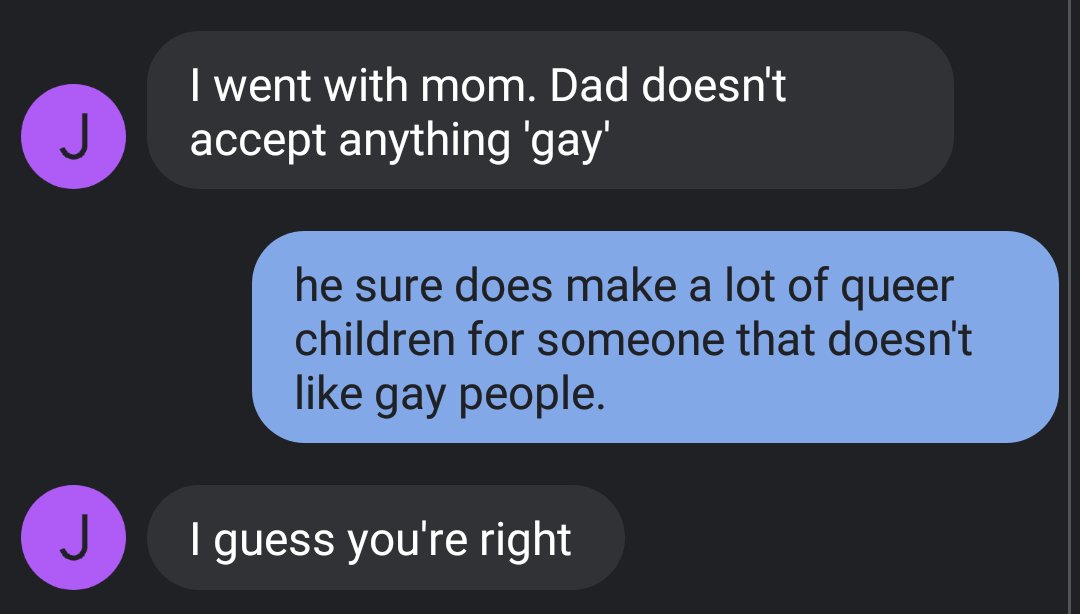 I went with mom. Dad doesn't
J
accept anything 'gay'
he sure does make a lot of queer
children for someone that doesn't
like gay people.
J
I guess you're right